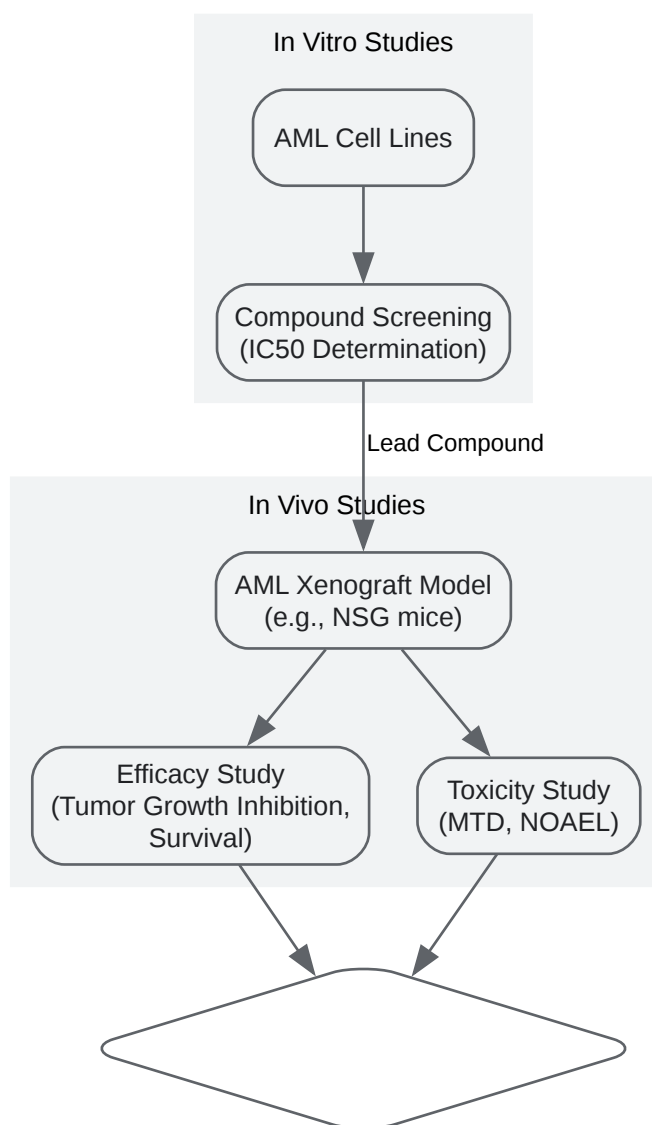 In Vitro Studies
AML Cell Lines
Compound Screening
(IC50 Determination)
Lead Compound
In Vivo Studies
AML Xenograft Model
(e.g., NSG mice)
Efficacy Study
(Tumor Growth Inhibition,
Survival)
Toxicity Study
(MTD, NOAEL)